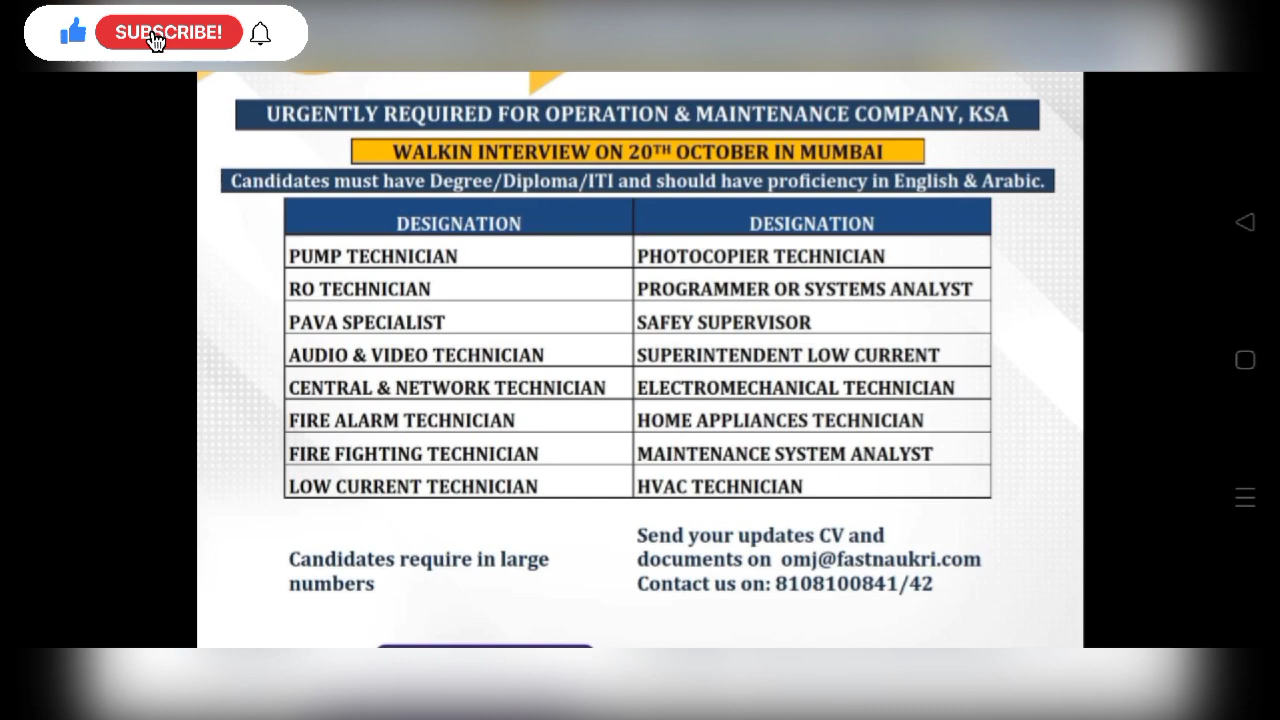 SUBSCRIBE!
URGENTLY REQUIRED FOR OPERATION & MAINTENANCE COMPANY, KSA
WALKIN INTERVIEW ON 20TH OCTOBER IN MUMBAI
Candidates must have Degree/Diploma/ITI and should have proficiency in English & Arabic.
DESIGNATION DESIGNATION
PUMP TECHNICIAN PHOTOCOPIER TECHNICIAN
RO TECHNICIAN PROGRAMMER OR SYSTEMS ANALYST
PAVA SPECIALIST SAFEY SUPERVISOR
AUDIO & VIDEO TECHNICIAN SUPERINTENDENT LOW CURRENT
CENTRAL & NETWORK TECHNICIAN ELECTROMECHANICAL TECHNICIAN
FIRE ALARM TECHNICIAN HOME APPLIANCES TECHNICIAN
FIRE FIGHTING TECHNICIAN MAINTENANCE SYSTEM ANALYST
LOW CURRENT TECHNICIAN HVAC TECHNICIAN
Candidates require in large
numbers
Send your updates CV and
documents on omj@fastnaukri.com
Contact us on: 8108100841/42